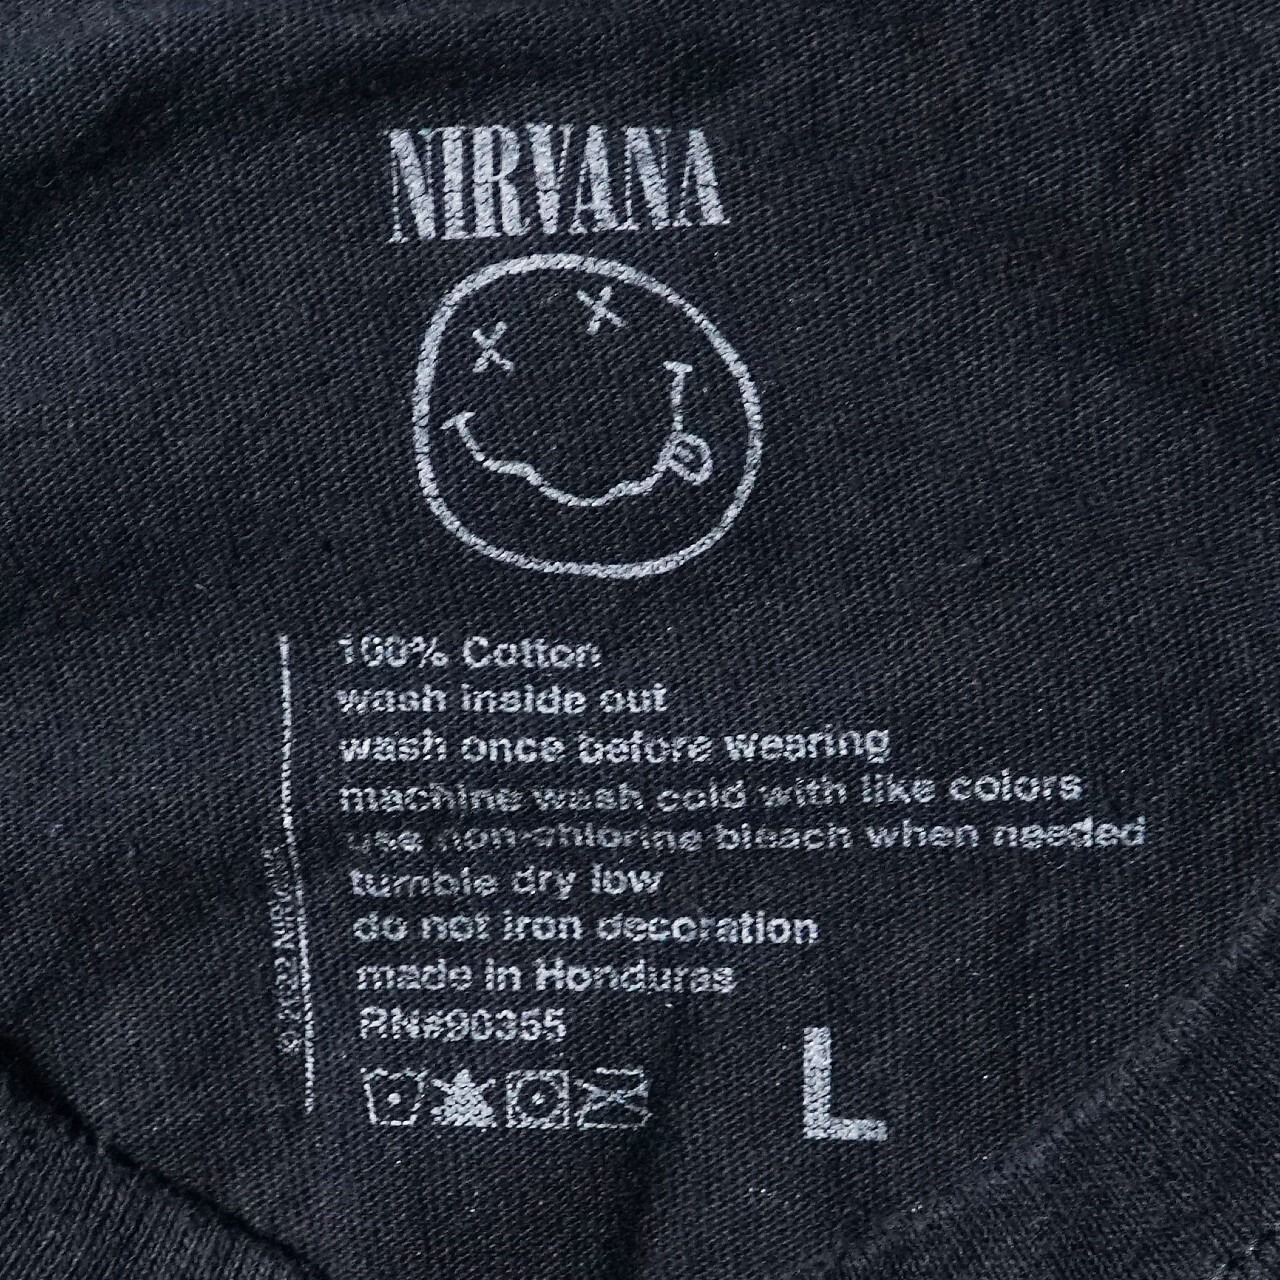 NIRVANA
100% Cotton
wash inside out
wash once before wearing
machine wash cold with like colors
use non-chlorine bleach when needed
tumble dry low
do not iron decoration
made in Honduras
RN#90355
L
©